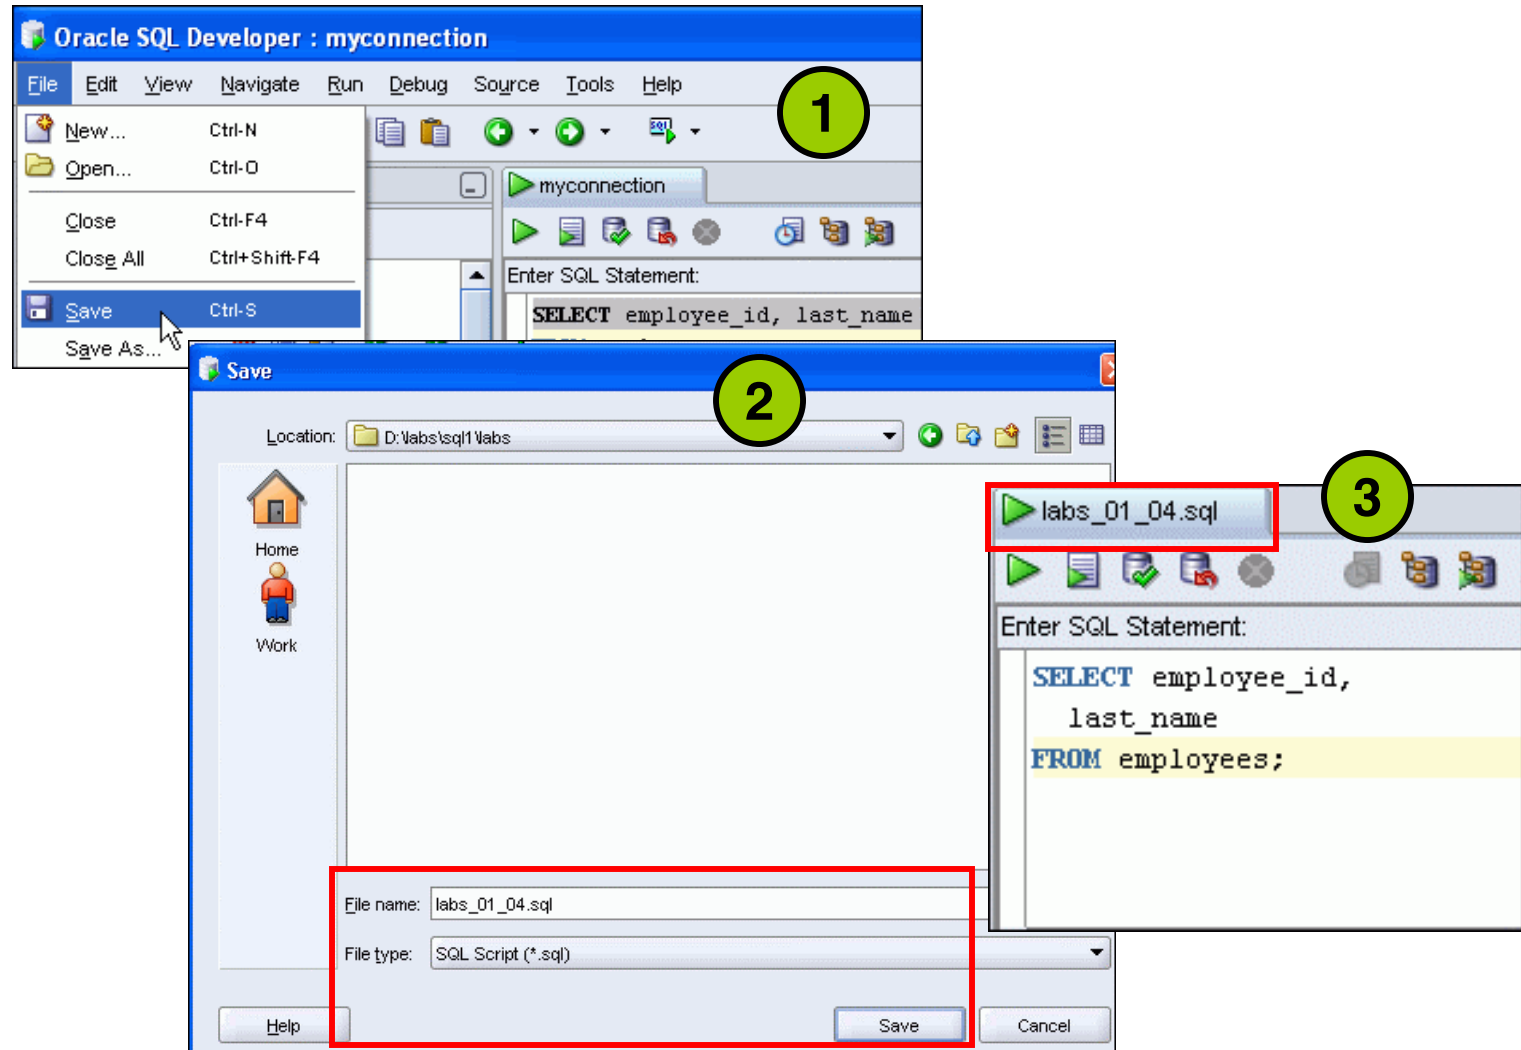 Oracle SQL Developer : myconnection
File Edit View Navigate Run Debug Source Tools Help
1
New... Ctrl-N
Open... Ctrl-O
Close Ctrl-F4
Close All Ctrl+Shift-F4
Save Ctrl-S
Save As...
myconnection
Enter SQL Statement:
SELECT employee_id, last_name
2
Save
Location: D:\labs\sql1\labs
Home
Work
File name: labs_01_04.sql
File type: SQL Script (*.sql)
Help Save Cancel
3
labs_01_04.sql
Enter SQL Statement:
SELECT employee_id,
last_name
FROM employees;